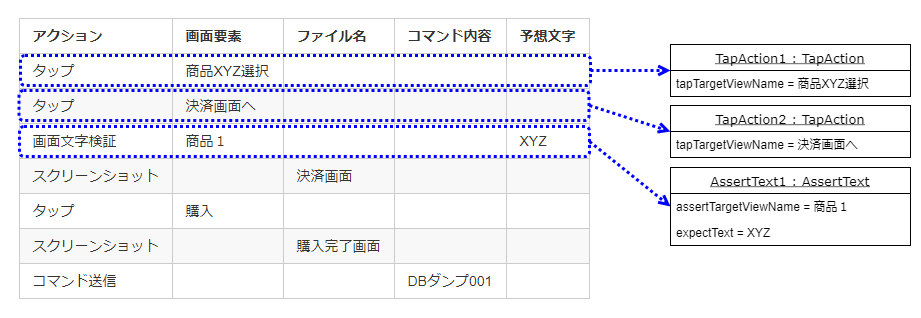 アクション 画面要素 ファイル名 コマンド内容 予想文字
タップ 商品XYZ選択
タップ 決済画面へ
画面文字検証 商品１ XYZ
スクリーンショット 決済画面
タップ 購入
スクリーンショット 購入完了画面
コマンド送信 DBダンプ001
TapAction1 : TapAction
tapTargetViewName = 商品XYZ選択
TapAction2 : TapAction
tapTargetViewName = 決済画面へ
AssertText1 : AssertText
assertTargetViewName = 商品１
expectText = XYZ